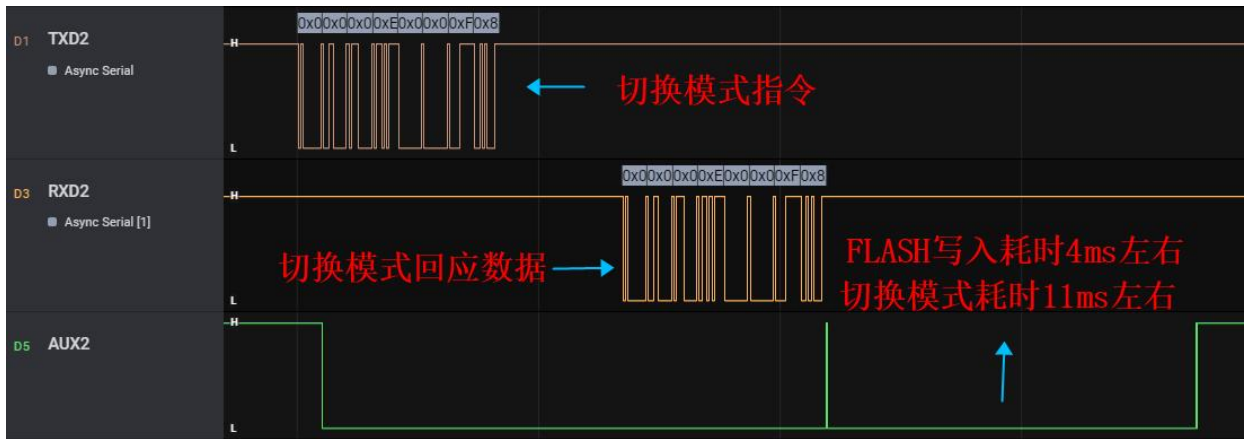 0x00x00x00xE0x00x00xF0x8
D1 TXD2
H
Async Serial
切换模式指令
L
0x00x00x00xE0x00x00xF0x8
D3 RXD2
H
Async Serial [1]
切换模式回应数据
FLASH写入耗时4ms左右
切换模式耗时11ms左右
L
H
D5 AUX2
L